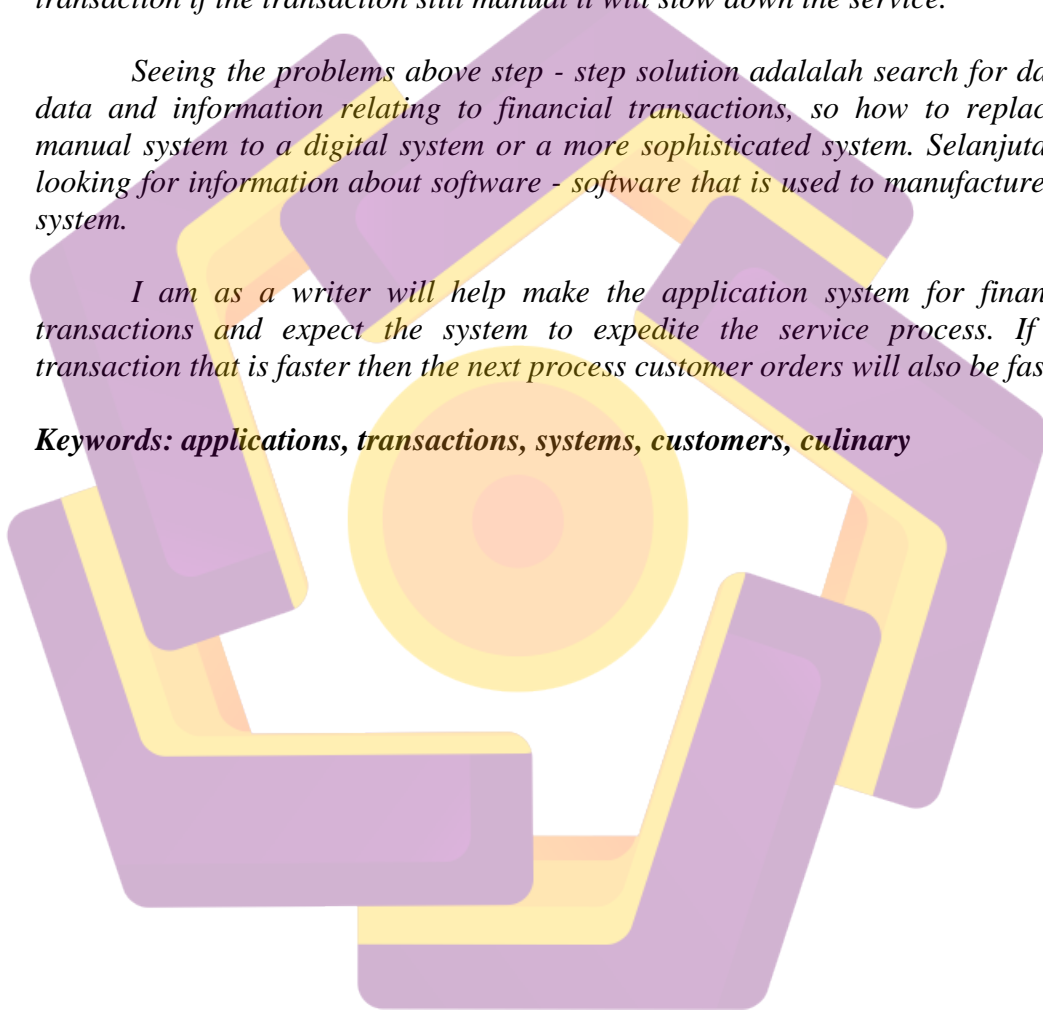 transaction if the transaction still manual it will slow down the service.
Seeing the problems above step - step solution adalalah search for da
data and information relating to financial transactions, so how to replac
manual system to a digital system or a more sophisticated system. Selanjuta
looking for information about software - software that is used to manufacture
system.
I am as a writer will help make the application system for finan
transactions and expect the system to expedite the service process. If
transaction that is faster then the next process customer orders will also be fas
Keywords: applications, transactions, systems, customers, culinary